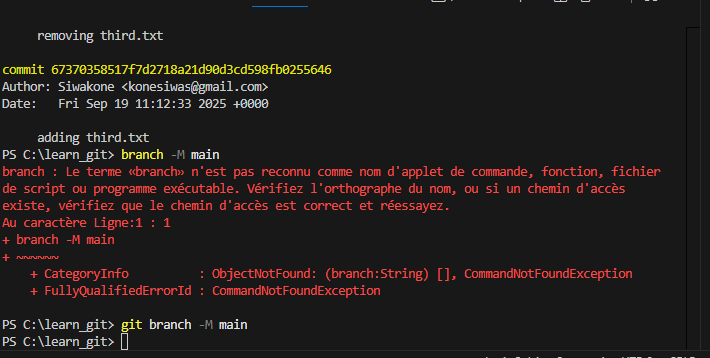 removing third.txt
commit 67370358517f7d2718a21d90d3cd598fb0255646
Author: Siwakone <konesiwas@gmail.com>
Date:   Fri Sep 19 11:12:33 2025 +0000
adding third.txt
PS C:\learn_git> branch -M main
branch : Le terme «branch» n'est pas reconnu comme nom d'applet de commande, fonction, fichier
de script ou programme exécutable. Vérifiez l'orthographe du nom, ou si un chemin d'accès
existe, vérifiez que le chemin d'accès est correct et réessayez.
Au caractère Ligne:1 : 1
+ branch -M main
+ ~~~~~~
    + CategoryInfo          : ObjectNotFound: (branch:String) [], CommandNotFoundException
    + FullyQualifiedErrorId : CommandNotFoundException
PS C:\learn_git> git branch -M main
PS C:\learn_git>